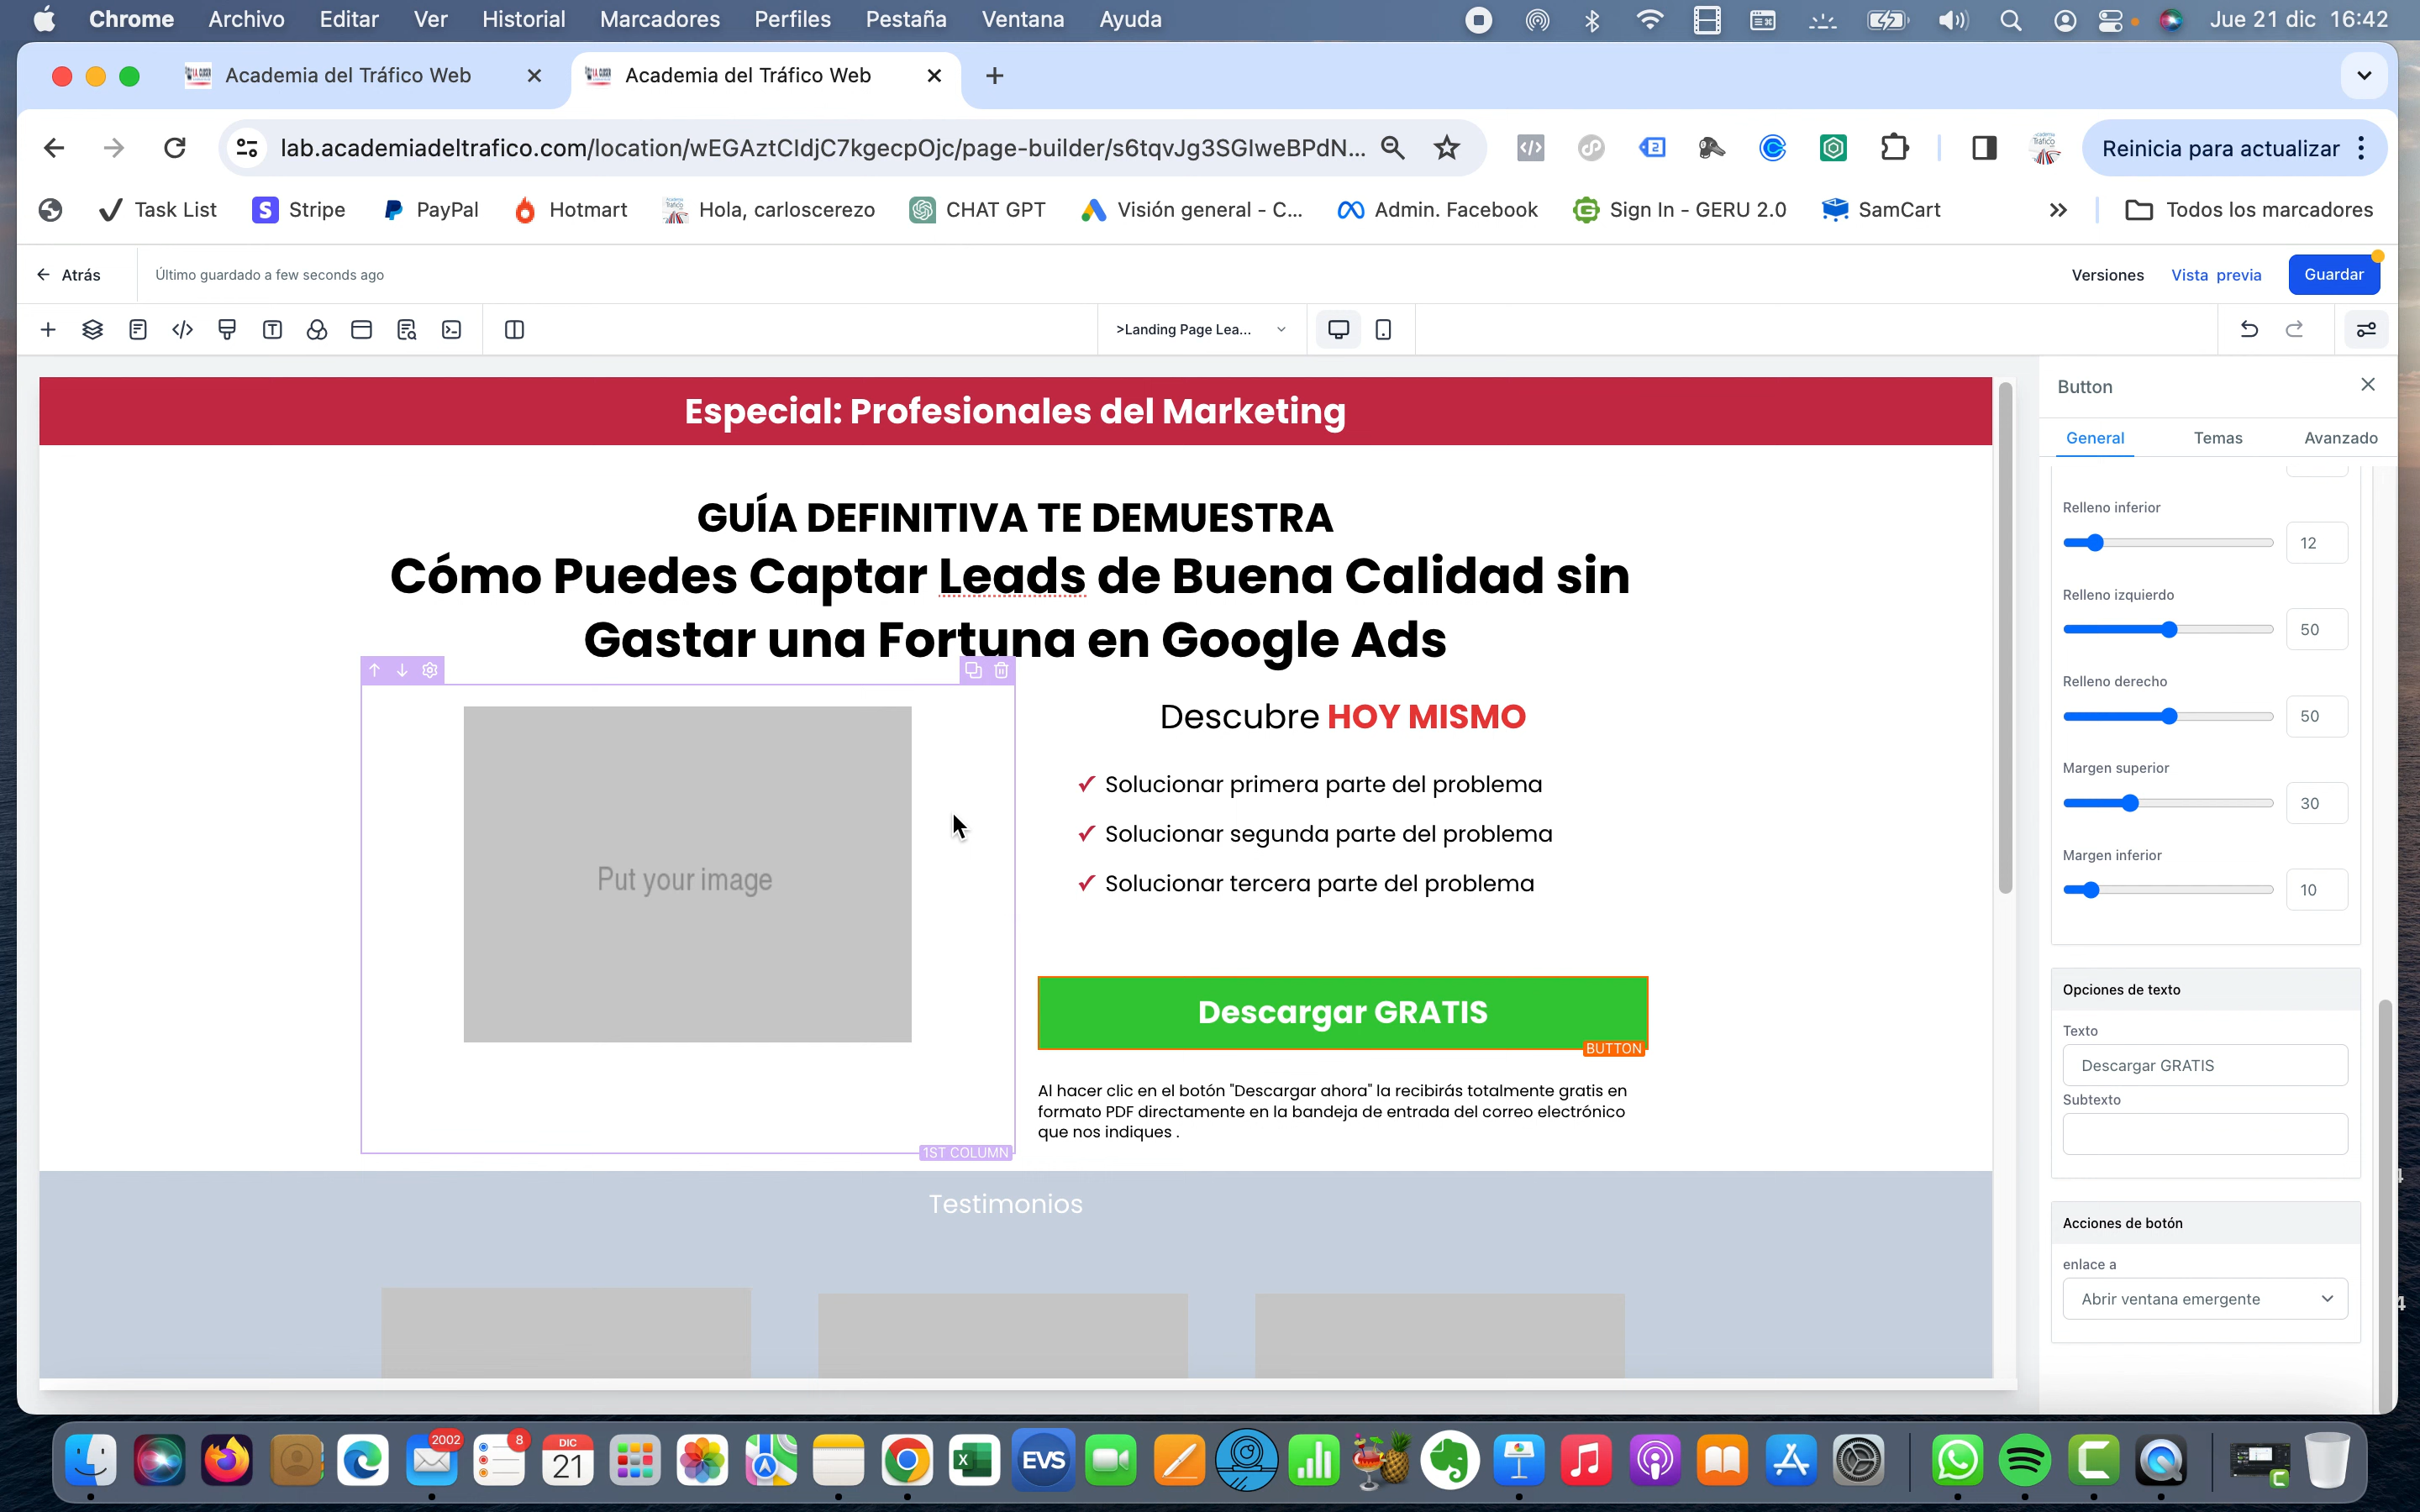 Chrome Archivo Editar Ver Historial Marcadores Perfiles Pestaña Ventana Ayuda Jue 21 dic 16:42
Academia del Tráfico Web Academia del Tráfico Web
lab.academiadeltrafico.com/location/wEGAztCIdjC7kgecpOjc/page-builder/s6tqvJg3SGIweBPdN... Reinicia para actualizar
Task List Stripe PayPal Hotmart Hola, carloscerezo CHAT GPT Visión general - C... Admin. Facebook Sign In - GERU 2.0 SamCart Todos los marcadores
Atrás Último guardado a few seconds ago Versiones Vista previa Guardar
>Landing Page Lea...
Especial: Profesionales del Marketing
GUÍA DEFINITIVA TE DEMUESTRA
Cómo Puedes Captar Leads de Buena Calidad sin
Gastar una Fortuna en Google Ads
Put your image
1ST COLUMN
Descubre HOY MISMO
✓ Solucionar primera parte del problema
✓ Solucionar segunda parte del problema
✓ Solucionar tercera parte del problema
Descargar GRATIS
BUTTON
Al hacer clic en el botón "Descargar ahora" la recibirás totalmente gratis en
formato PDF directamente en la bandeja de entrada del correo electrónico
que nos indiques .
Testimonios
Button
General Temas Avanzado
Relleno inferior
12
Relleno izquierdo
50
Relleno derecho
50
Margen superior
30
Margen inferior
10
Opciones de texto
Texto
Descargar GRATIS
Subtexto
Acciones de botón
enlace a
Abrir ventana emergente
2002 8 DIC 21 EVS